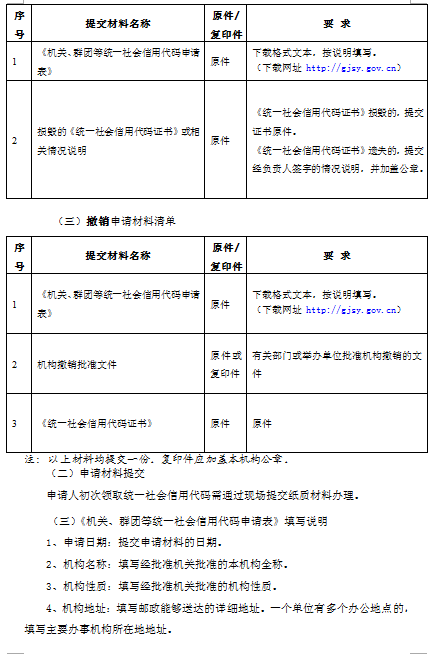 序号 提交材料名称 原件/复印件 要 求
1 《机关、群团等统一社会信用代码申请表》 原件 下载格式文本，按说明填写。
（下载网址 http://gjsy.gov.cn）
2 损毁的《统一社会信用代码证书》或相关情况说明 原件 《统一社会信用代码证书》损毁的，提交证书原件。
《统一社会信用代码证书》遗失的，提交经负责人签字的情况说明，并加盖公章。
（三）撤销申请材料清单
序号 提交材料名称 原件/复印件 要 求
1 《机关、群团等统一社会信用代码申请表》 原件 下载格式文本，按说明填写。
（下载网址 http://gjsy.gov.cn）
2 机构撤销批准文件 原件或复印件 有关部门或举办单位批准机构撤销的文件
3 《统一社会信用代码证书》 原件 原件
注：以上材料均提交一份，复印件应加盖本机构公章。
（二）申请材料提交
申请人初次领取统一社会信用代码需通过现场提交纸质材料办理。
（三）《机关、群团等统一社会信用代码申请表》填写说明
1、申请日期：提交申请材料的日期。
2、机构名称：填写经批准机关批准的本机构全称。
3、机构性质：填写经批准机关批准的机构性质。
4、机构地址：填写邮政能够送达的详细地址。一个单位有多个办公地点的，
填写主要办事机构所在地地址。